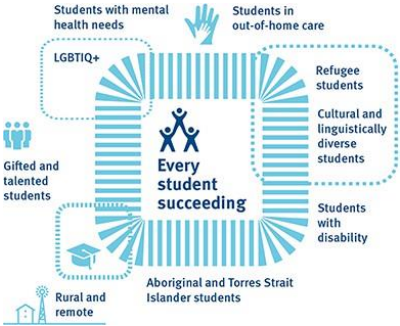 Students with mental
health needs
Students in
out-of-home care
LGBTIQ+
Refugee
students
Cultural and
linguistically
diverse
students
Every
student
succeeding
Gifted and
talented
students
Students
with
disability
Aboriginal and Torres Strait
Islander students
Rural and
remote